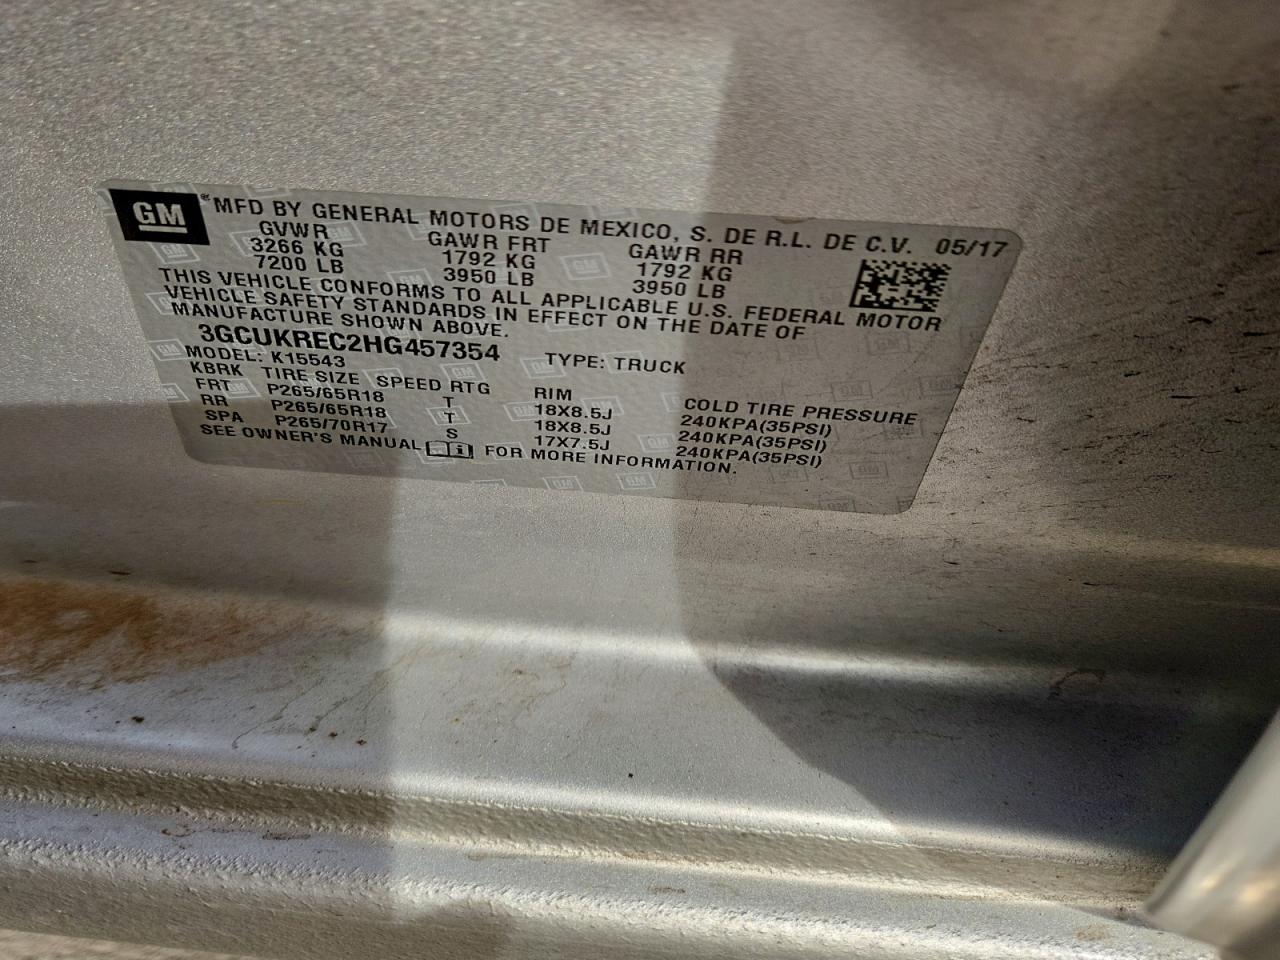 GM ® MFD BY GENERAL MOTORS DE MEXICO, S. DE R.L. DE C.V. 05/17
GVWR GAWR FRT GAWR RR
3266 KG 1792 KG 1792 KG
7200 LB 3950 LB 3950 LB
THIS VEHICLE CONFORMS TO ALL APPLICABLE U.S. FEDERAL MOTOR
VEHICLE SAFETY STANDARDS IN EFFECT ON THE DATE OF
MANUFACTURE SHOWN ABOVE.
3GCUKREC2HG457354 TYPE: TRUCK
MODEL: K15543
KBRK TIRE SIZE SPEED RTG RIM COLD TIRE PRESSURE
FRT P265/65R18 T 18X8.5J 240KPA(35PSI)
RR P265/65R18 T 18X8.5J 240KPA(35PSI)
SPA P265/70R17 S 17X7.5J 240KPA(35PSI)
SEE OWNER'S MANUAL FOR MORE INFORMATION.